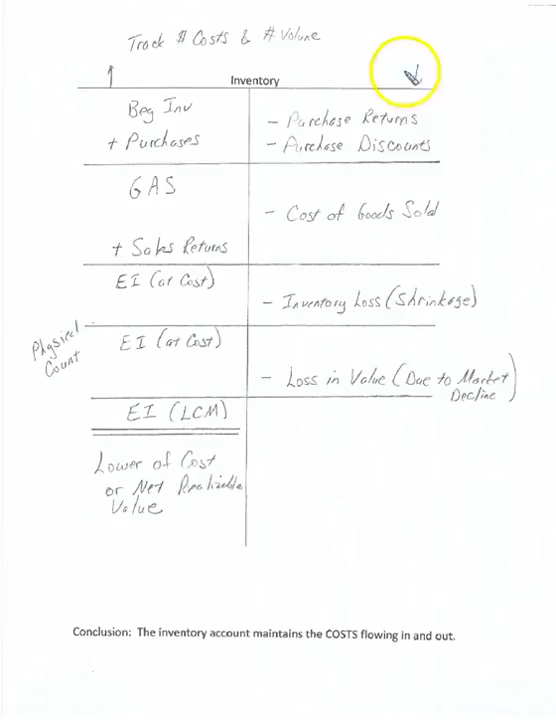 Track $ Costs & # Volume
Inventory
Beg Inv
+ Purchases
- Purchase Returns
- Purchase Discounts
GAS
- Cost of Goods Sold
+ Sales Returns
EI (at Cost)
- Inventory Loss (Shrinkage)
Physical
Count
EI (at Cost)
- Loss in Value (Due to Market
Decline)
EI (LCM)
Lower of Cost
or Net Realizable
Value
Conclusion: The inventory account maintains the COSTS flowing in and out.